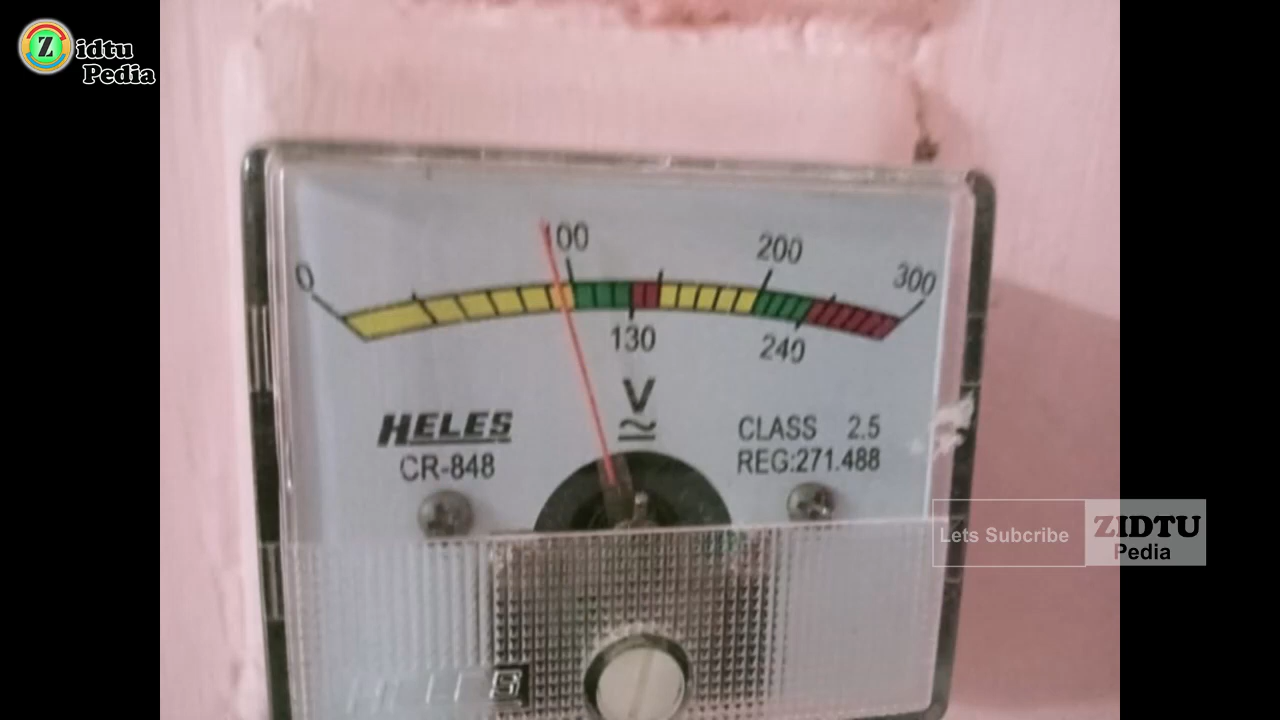 Zidtu
Pedia
0
100
200
300
130
240
V
HELES
CR-848
CLASS 2.5
REG:271.488
Lets Subcribe
ZIDTU
Pedia
HELES